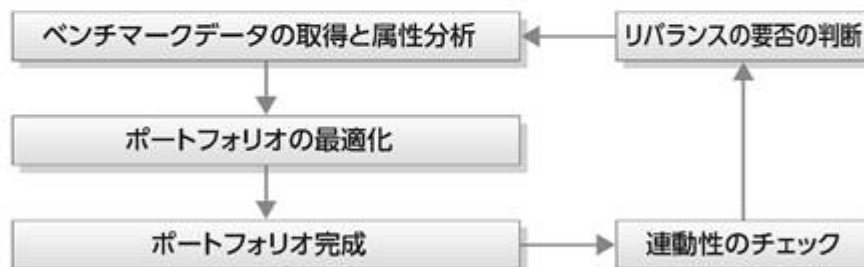 ベンチマークデータの取得と属性分析
リバランスの要否の判断
ポートフォリオの最適化
ポートフォリオ完成
連動性のチェック